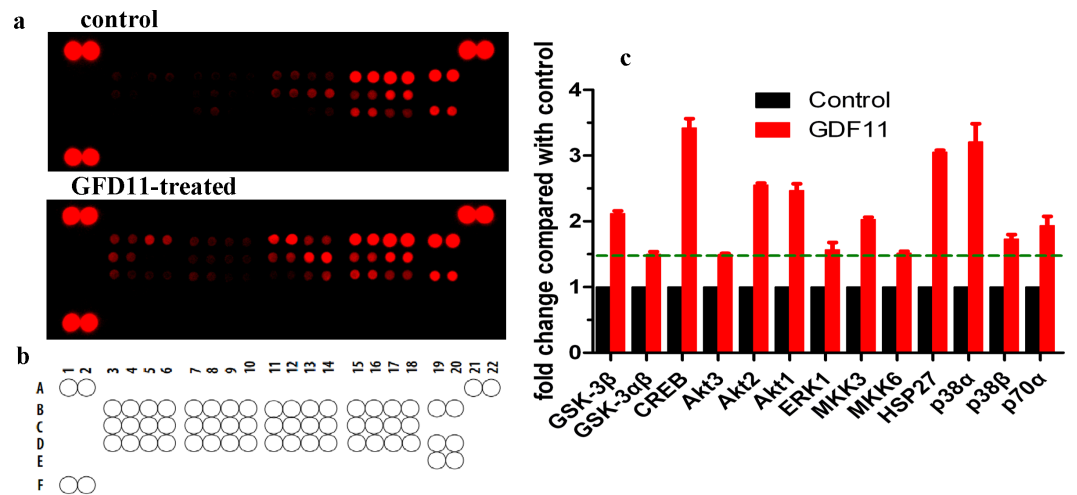 a
control
GFD11-treated
b
1 2 3 4 5 6 7 8 9 10 11 12 13 14 15 16 17 18 19 20 21 22
A
B
C
D
E
F
c
fold change compared with control
4
3
2
1
0
Control
GDF11
GSK-3β
GSK-3αβ
CREB
Akt3
Akt2
Akt1
ERK1
MKK3
MKK6
HSP27
p38α
p38β
p70α